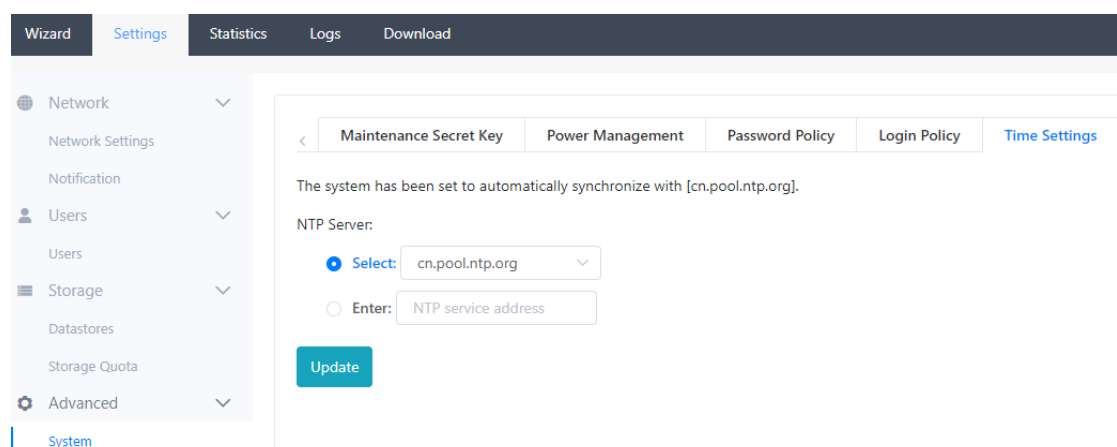 Wizard Settings Statistics Logs Download
Network
Network Settings
Notification
Users
Users
Storage
Datastores
Storage Quota
Advanced
System
Maintenance Secret Key Power Management Password Policy Login Policy Time Settings
The system has been set to automatically synchronize with [cn.pool.ntp.org].
NTP Server:
Select: cn.pool.ntp.org
Enter: NTP service address
Update